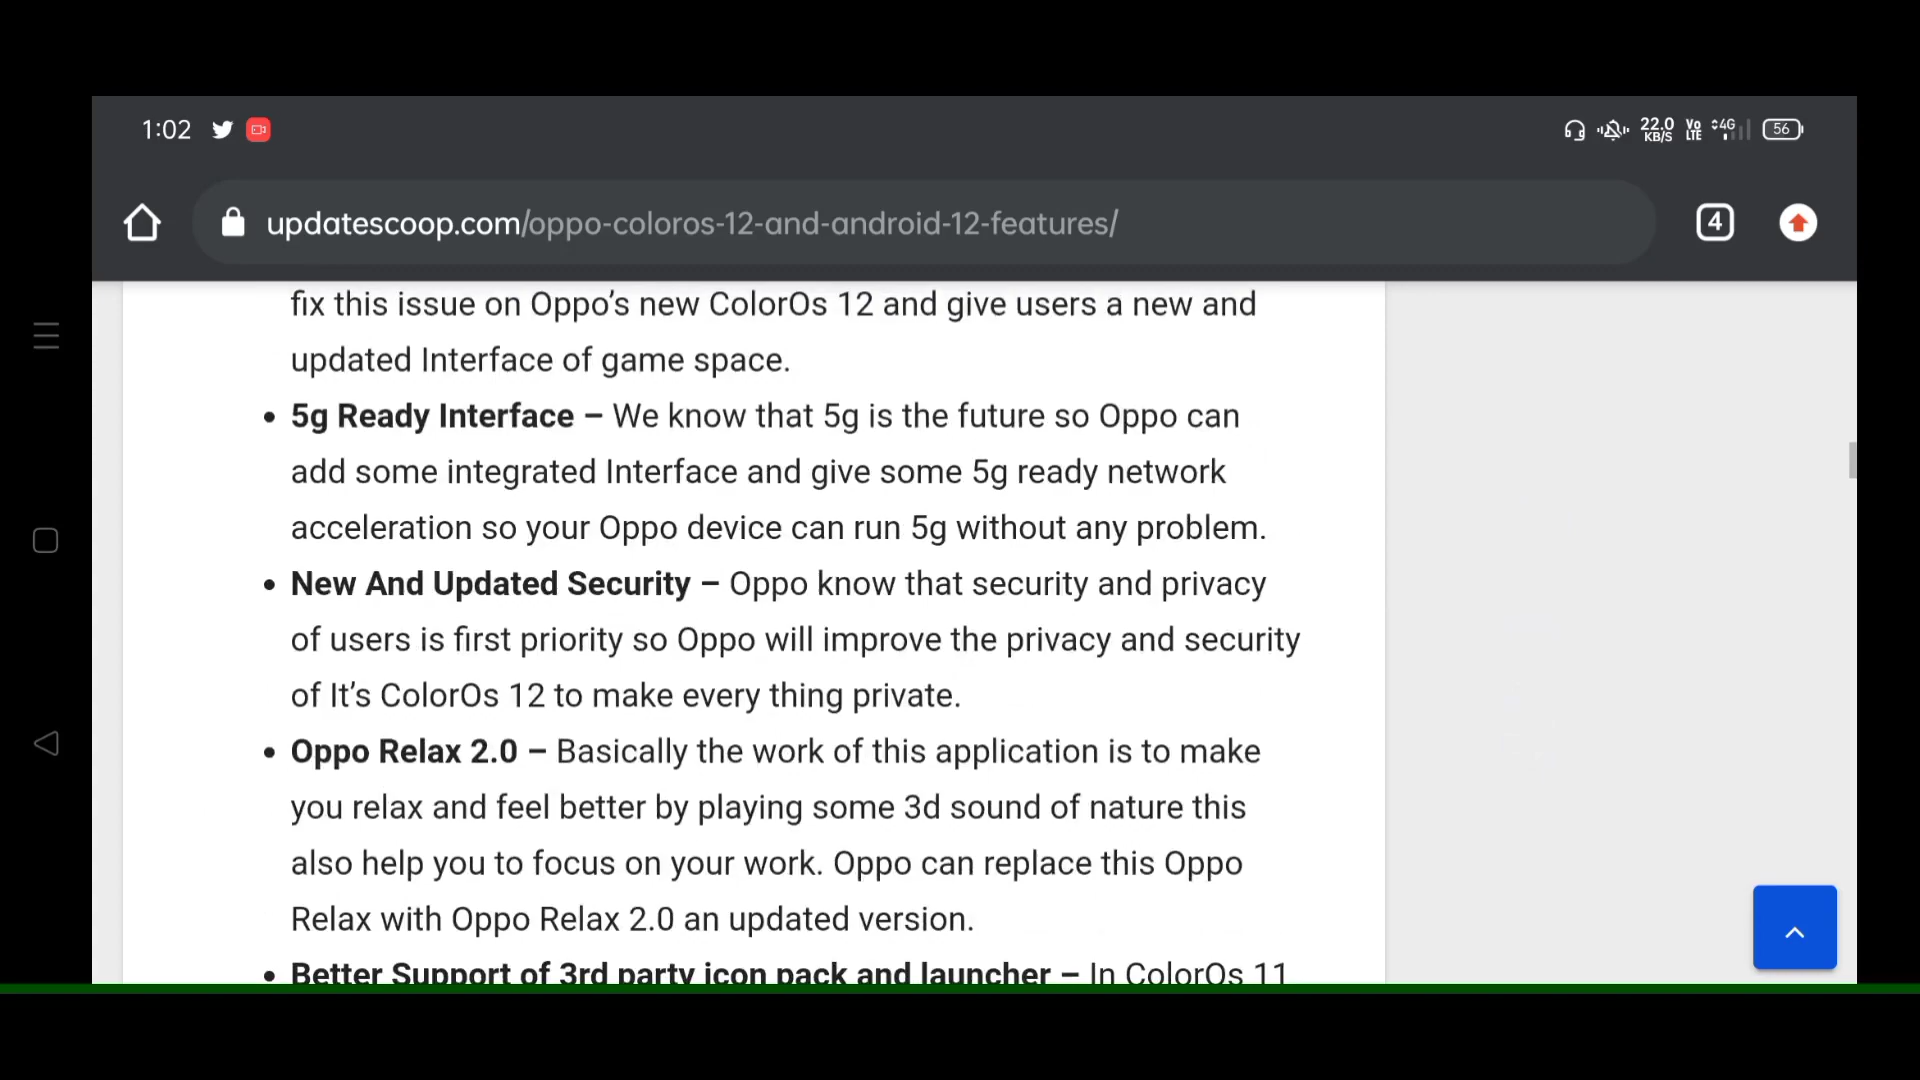 1:02
22.0 KB/S Vo LTE 4G 56
updatescoop.com/oppo-coloros-12-and-android-12-features/
4
fix this issue on Oppo’s new ColorOs 12 and give users a new and
updated Interface of game space.
• 5g Ready Interface – We know that 5g is the future so Oppo can
add some integrated Interface and give some 5g ready network
acceleration so your Oppo device can run 5g without any problem.
• New And Updated Security – Oppo know that security and privacy
of users is first priority so Oppo will improve the privacy and security
of It’s ColorOs 12 to make every thing private.
• Oppo Relax 2.0 – Basically the work of this application is to make
you relax and feel better by playing some 3d sound of nature this
also help you to focus on your work. Oppo can replace this Oppo
Relax with Oppo Relax 2.0 an updated version.
• Better Support of 3rd party icon pack and launcher – In ColorOs 11